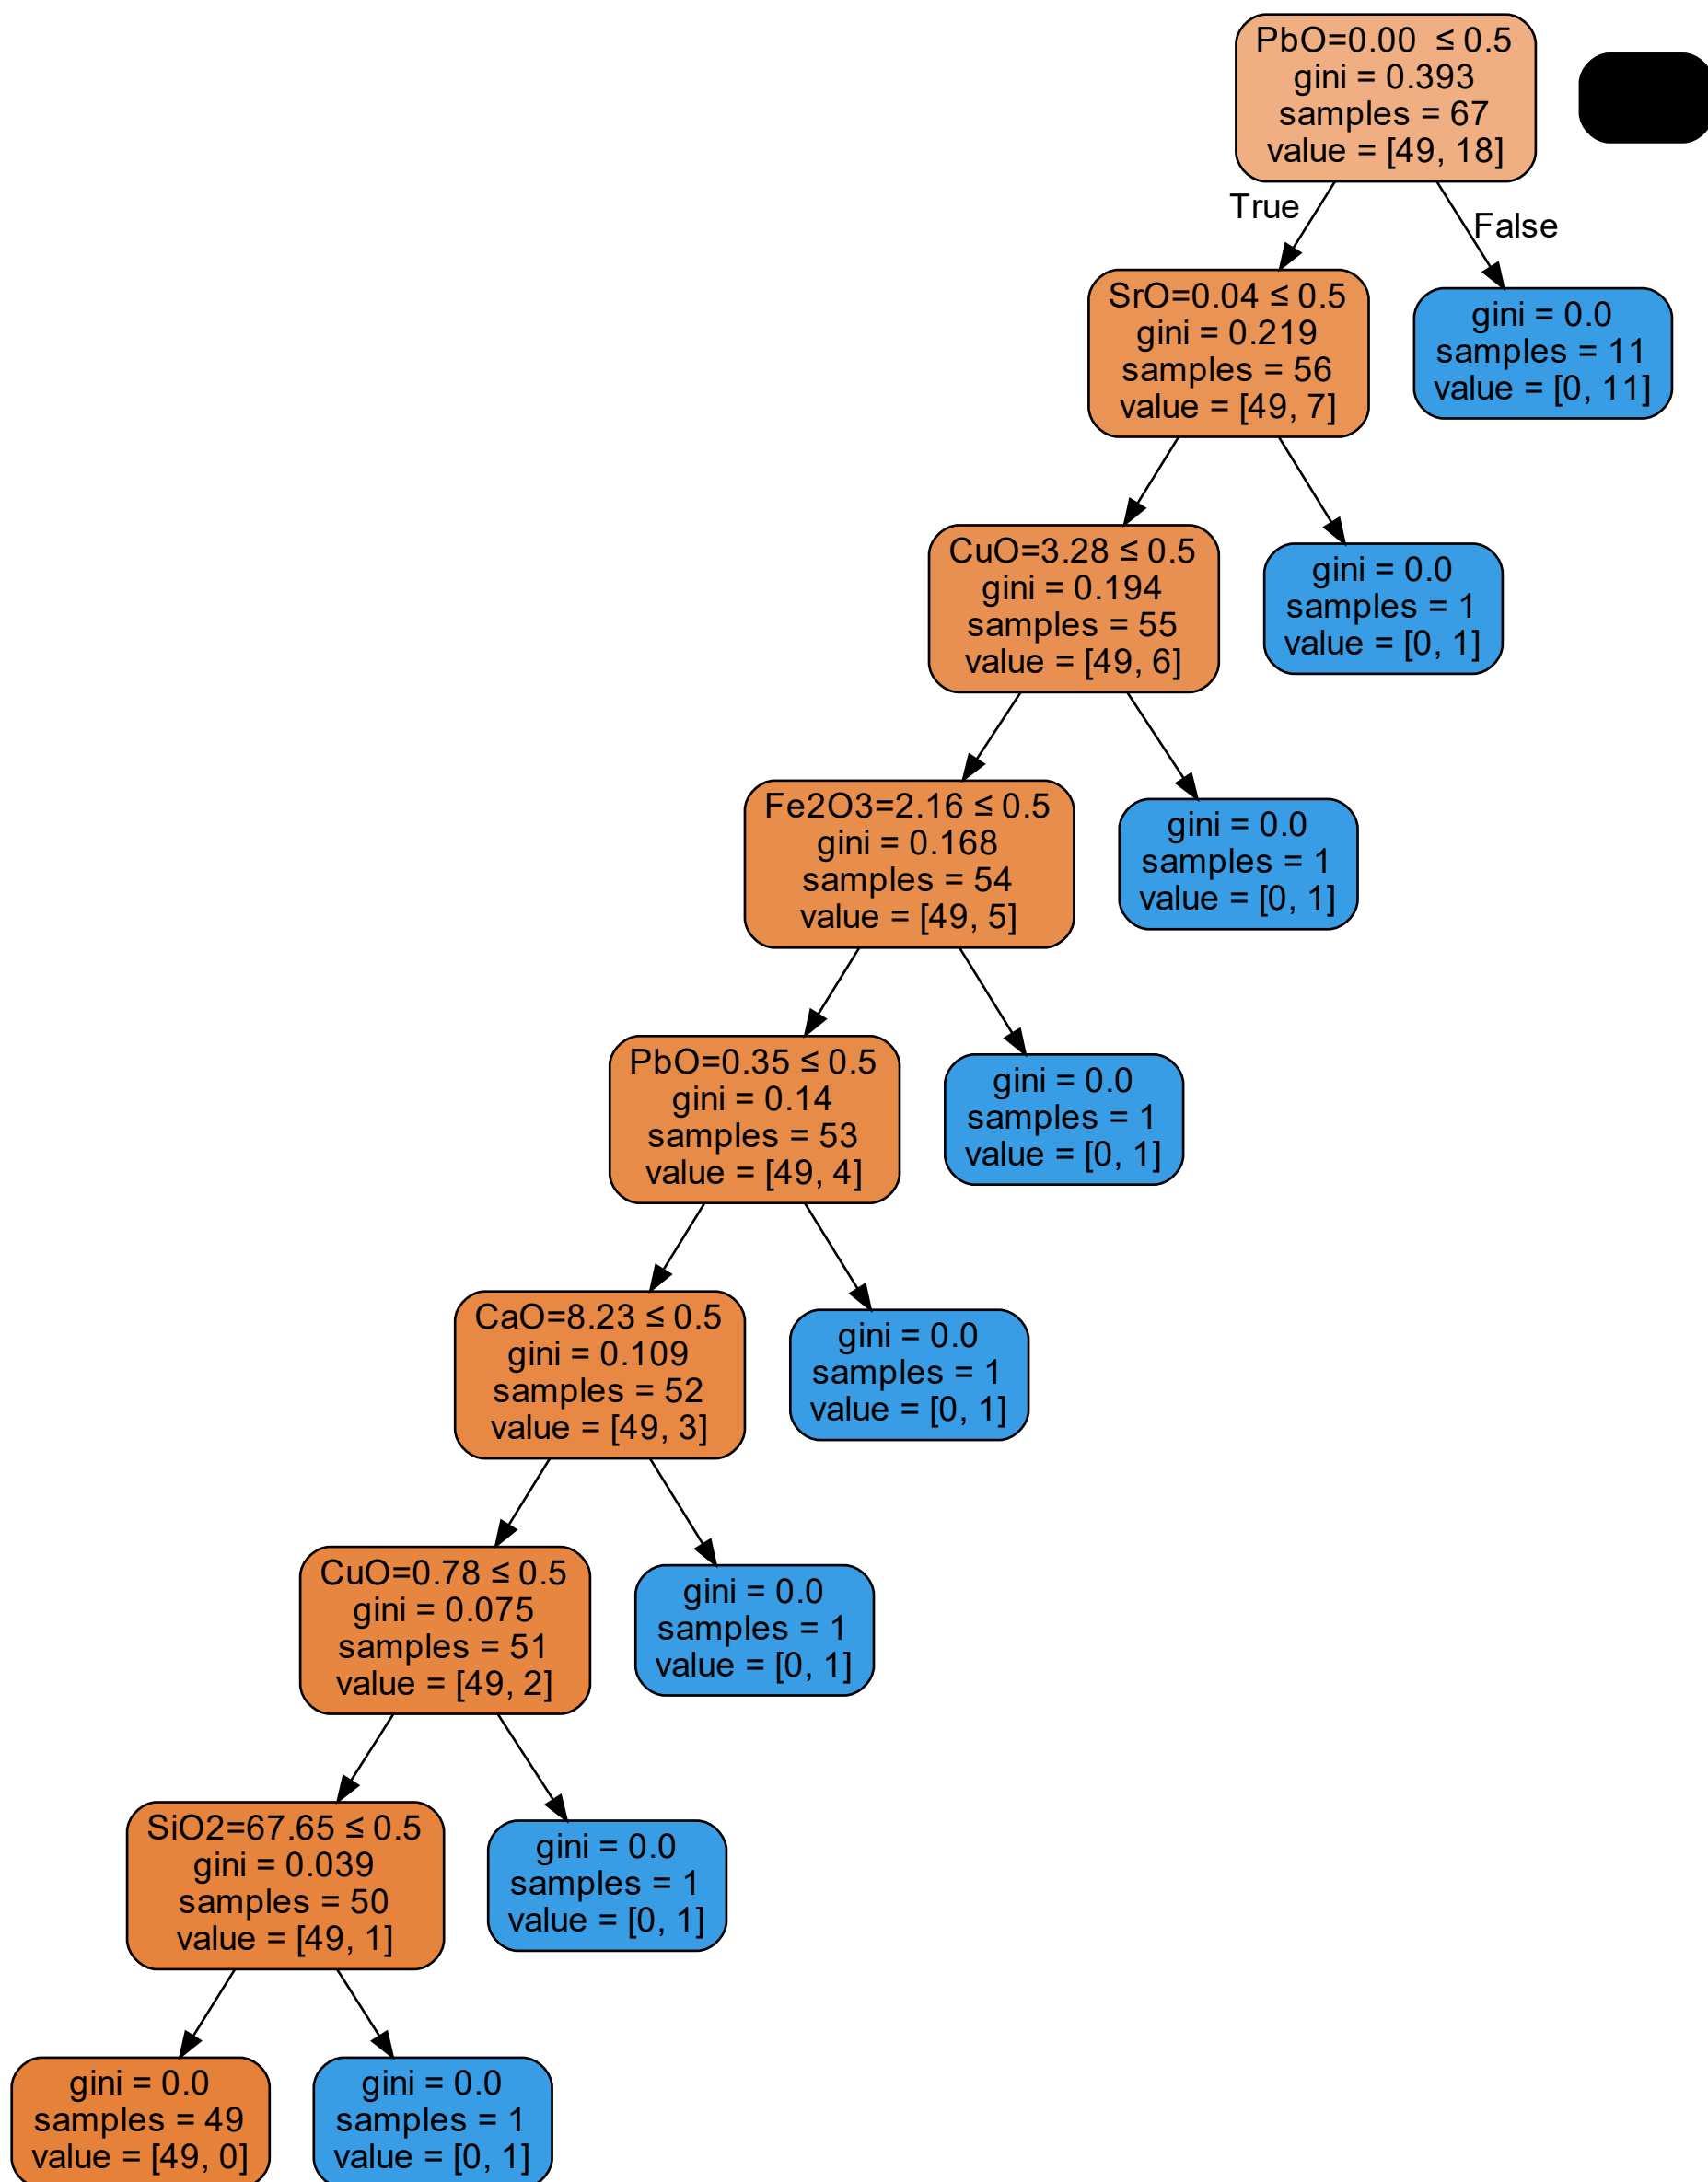 PbO=0.00 ≤ 0.5
gini = 0.393
samples = 67
value = [49, 18]
True
False
SrO=0.04 ≤ 0.5
gini = 0.219
samples = 56
value = [49, 7]
gini = 0.0
samples = 11
value = [0, 11]
CuO=3.28 ≤ 0.5
gini = 0.194
samples = 55
value = [49, 6]
gini = 0.0
samples = 1
value = [0, 1]
Fe2O3=2.16 ≤ 0.5
gini = 0.168
samples = 54
value = [49, 5]
gini = 0.0
samples = 1
value = [0, 1]
PbO=0.35 ≤ 0.5
gini = 0.14
samples = 53
value = [49, 4]
gini = 0.0
samples = 1
value = [0, 1]
CaO=8.23 ≤ 0.5
gini = 0.109
samples = 52
value = [49, 3]
gini = 0.0
samples = 1
value = [0, 1]
CuO=0.78 ≤ 0.5
gini = 0.075
samples = 51
value = [49, 2]
gini = 0.0
samples = 1
value = [0, 1]
SiO2=67.65 ≤ 0.5
gini = 0.039
samples = 50
value = [49, 1]
gini = 0.0
samples = 1
value = [0, 1]
gini = 0.0
samples = 49
value = [49, 0]
gini = 0.0
samples = 1
value = [0, 1]